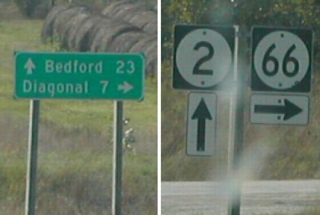 ↑ Bedford 23
Diagonal 7 →
2
66